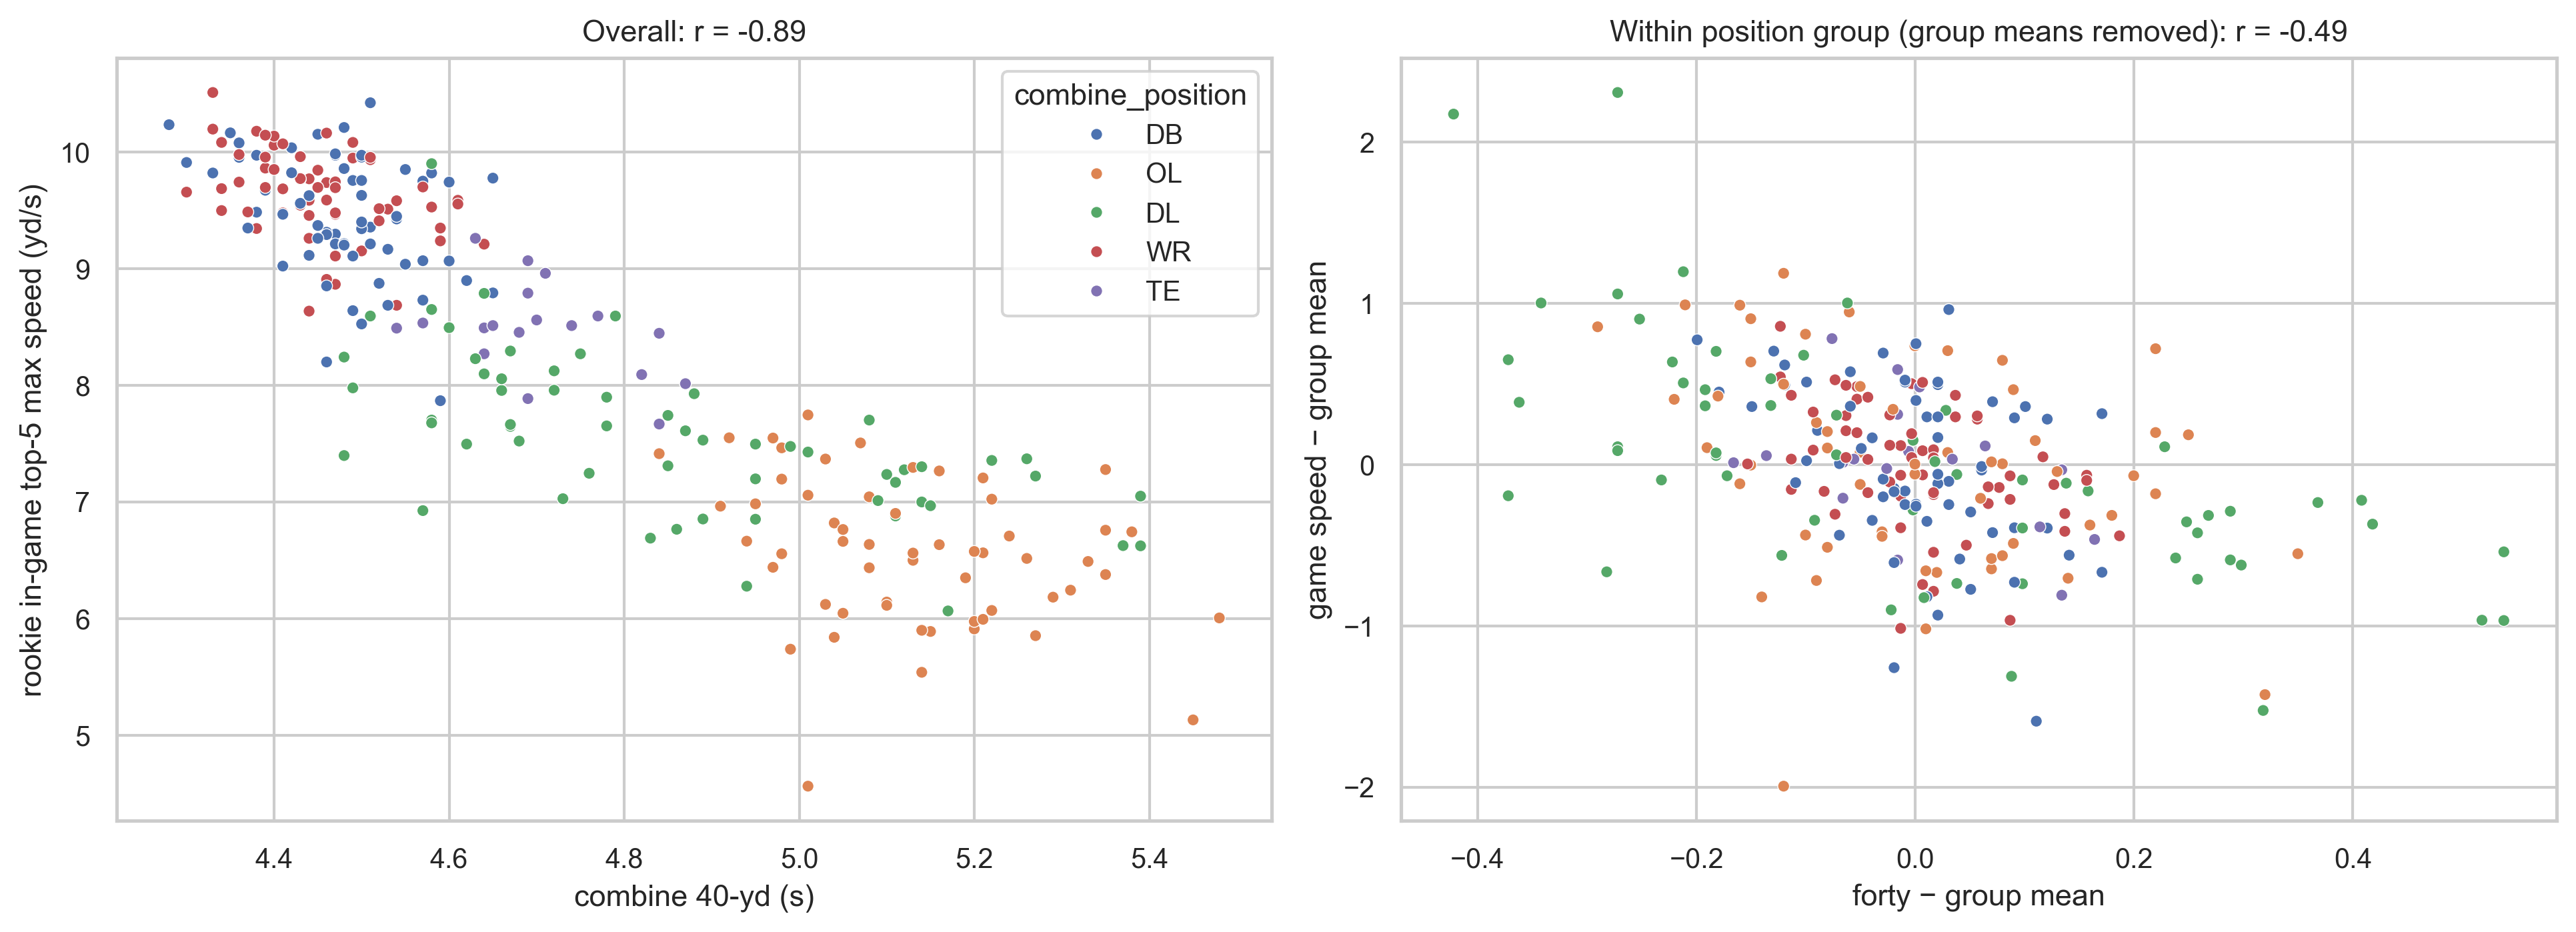 Overall: r = -0.89
rookie in-game top-5 max speed (yd/s)
10
9
8
7
6
5
4.4 4.6 4.8 5.0 5.2 5.4
combine 40-yd (s)
combine_position
DB
OL
DL
WR
TE
Within position group (group means removed): r = -0.49
game speed − group mean
2
1
0
−1
−2
−0.4 −0.2 0.0 0.2 0.4
forty − group mean